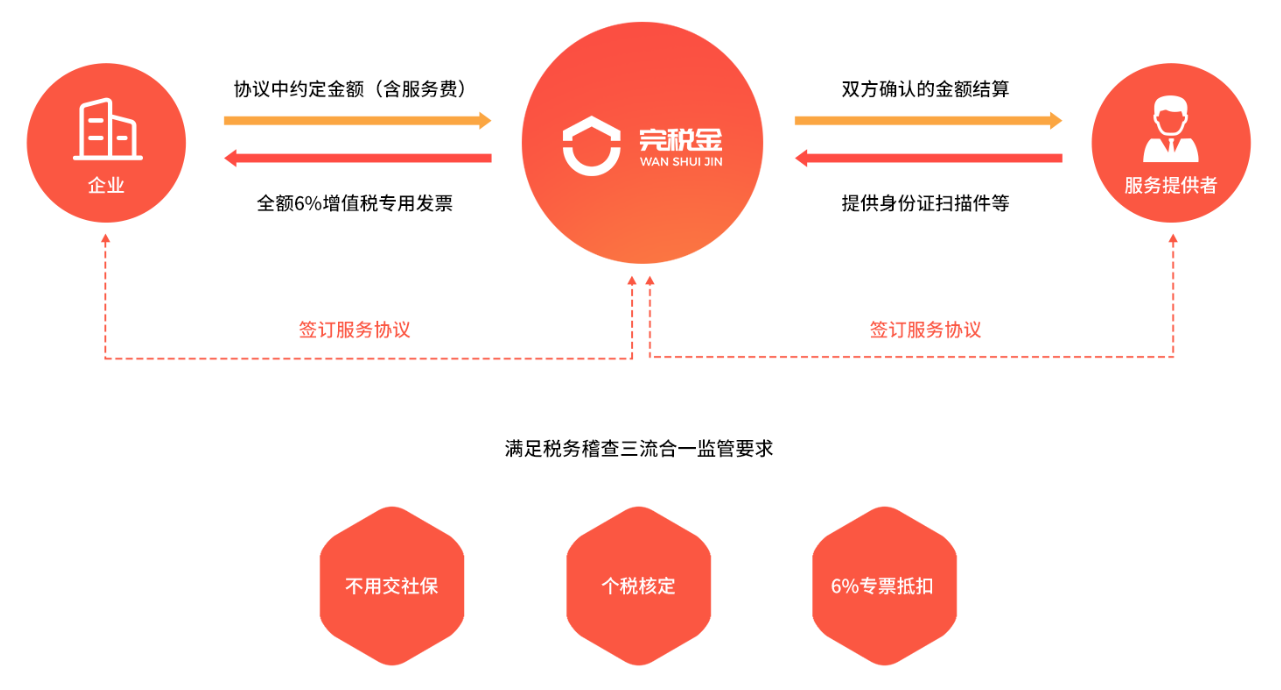 协议中约定金额（含服务费）
双方确认的金额结算
企业
完税金
WAN SHUI JIN
服务提供者
全额6%增值税专用发票
提供身份证扫描件等
签订服务协议
签订服务协议
满足税务稽查三流合一监管要求
不用交社保
个税核定
6%专票抵扣